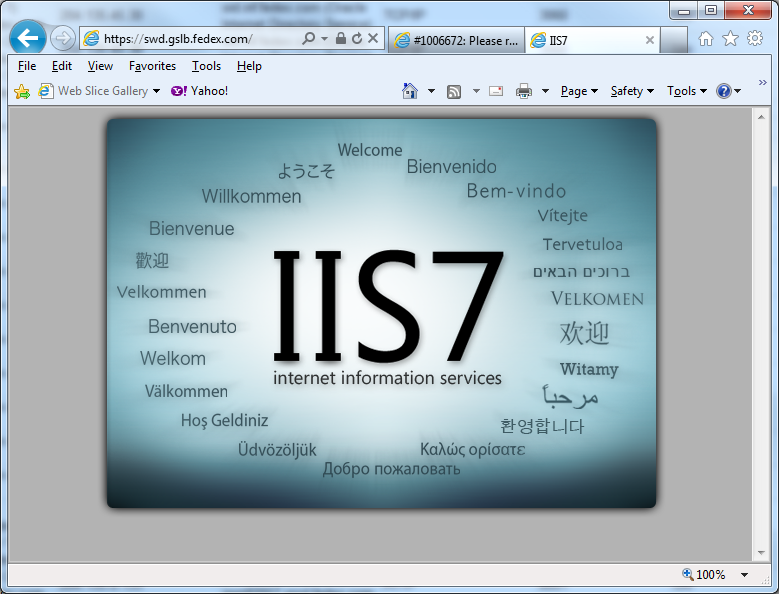 https://swd.gslb.fedex.com/
#1006672: Please r...
IIS7
File Edit View Favorites Tools Help
Web Slice Gallery Yahoo!
Page Safety Tools
Welcome
ようこそ
Bienvenido
Willkommen
Bem-vindo
Bienvenue
Vítejte
歡迎
Tervetuloa
Velkommen
ברוכים הבאים
VELKOMEN
IIS7
internet information services
Benvenuto
欢迎
Welkom
Witamy
Välkommen
مرحباً
Hoş Geldiniz
환영합니다
Üdvözöljük
Καλώς ορίσατε
Добро пожаловать
100%